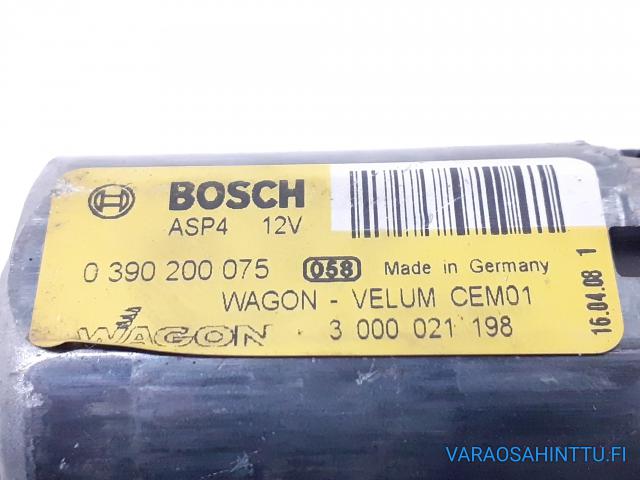 BOSCH
ASP4 12V
0 390 200 075 058 Made in Germany
WAGON - VELUM CEM01
WAGON 3 000 021 198
16.04.08 1
VARAOSAHINTTU.FI